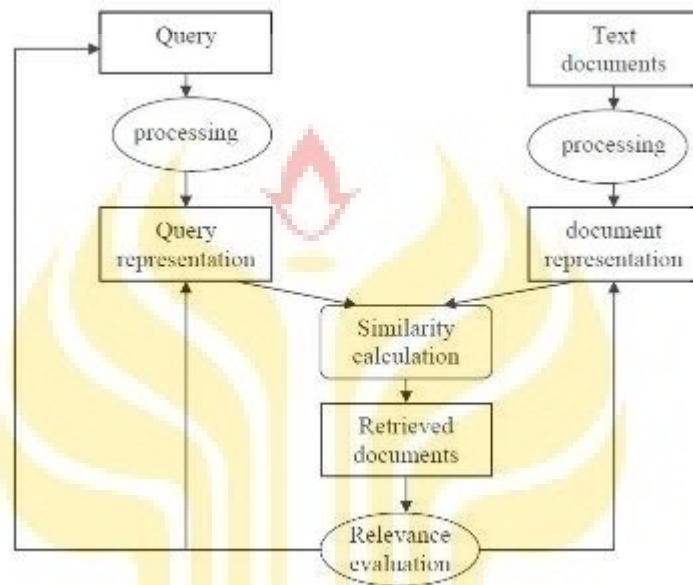 Query
Text
documents
processing
processing
Query
representation
document
representation
Similarity
calculation
Retrieved
documents
Relevance
evaluation